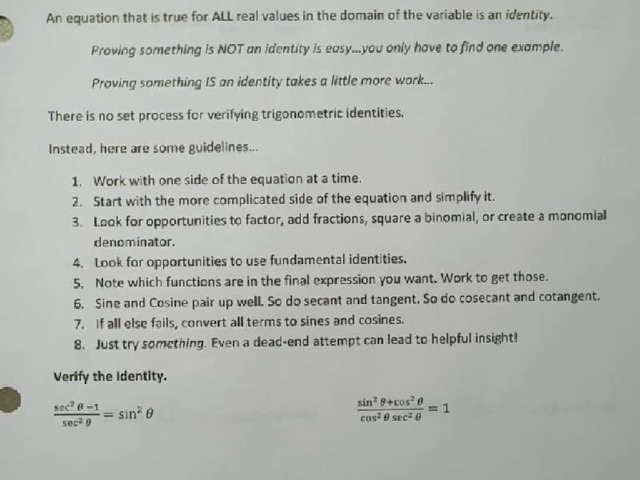 An equation that is true for ALL real values in the domain of the variable is an identity.
Proving something is NOT an identity is easy...you only have to find one example.
Proving something IS an identity takes a little more work...
There is no set process for verifying trigonometric identities.
Instead, here are some guidelines...
1. Work with one side of the equation at a time.
2. Start with the more complicated side of the equation and simplify it.
3. Look for opportunities to factor, add fractions, square a binomial, or create a monomial
denominator.
4. Look for opportunities to use fundamental identities.
5. Note which functions are in the final expression you want. Work to get those.
6. Sine and Cosine pair up well. So do secant and tangent. So do cosecant and cotangent.
7. If all else fails, convert all terms to sines and cosines.
8. Just try something. Even a dead-end attempt can lead to helpful insight!
Verify the Identity.
sec² θ −1 / sec² θ = sin² θ
sin² θ+cos² θ / cos² θ sec² θ = 1